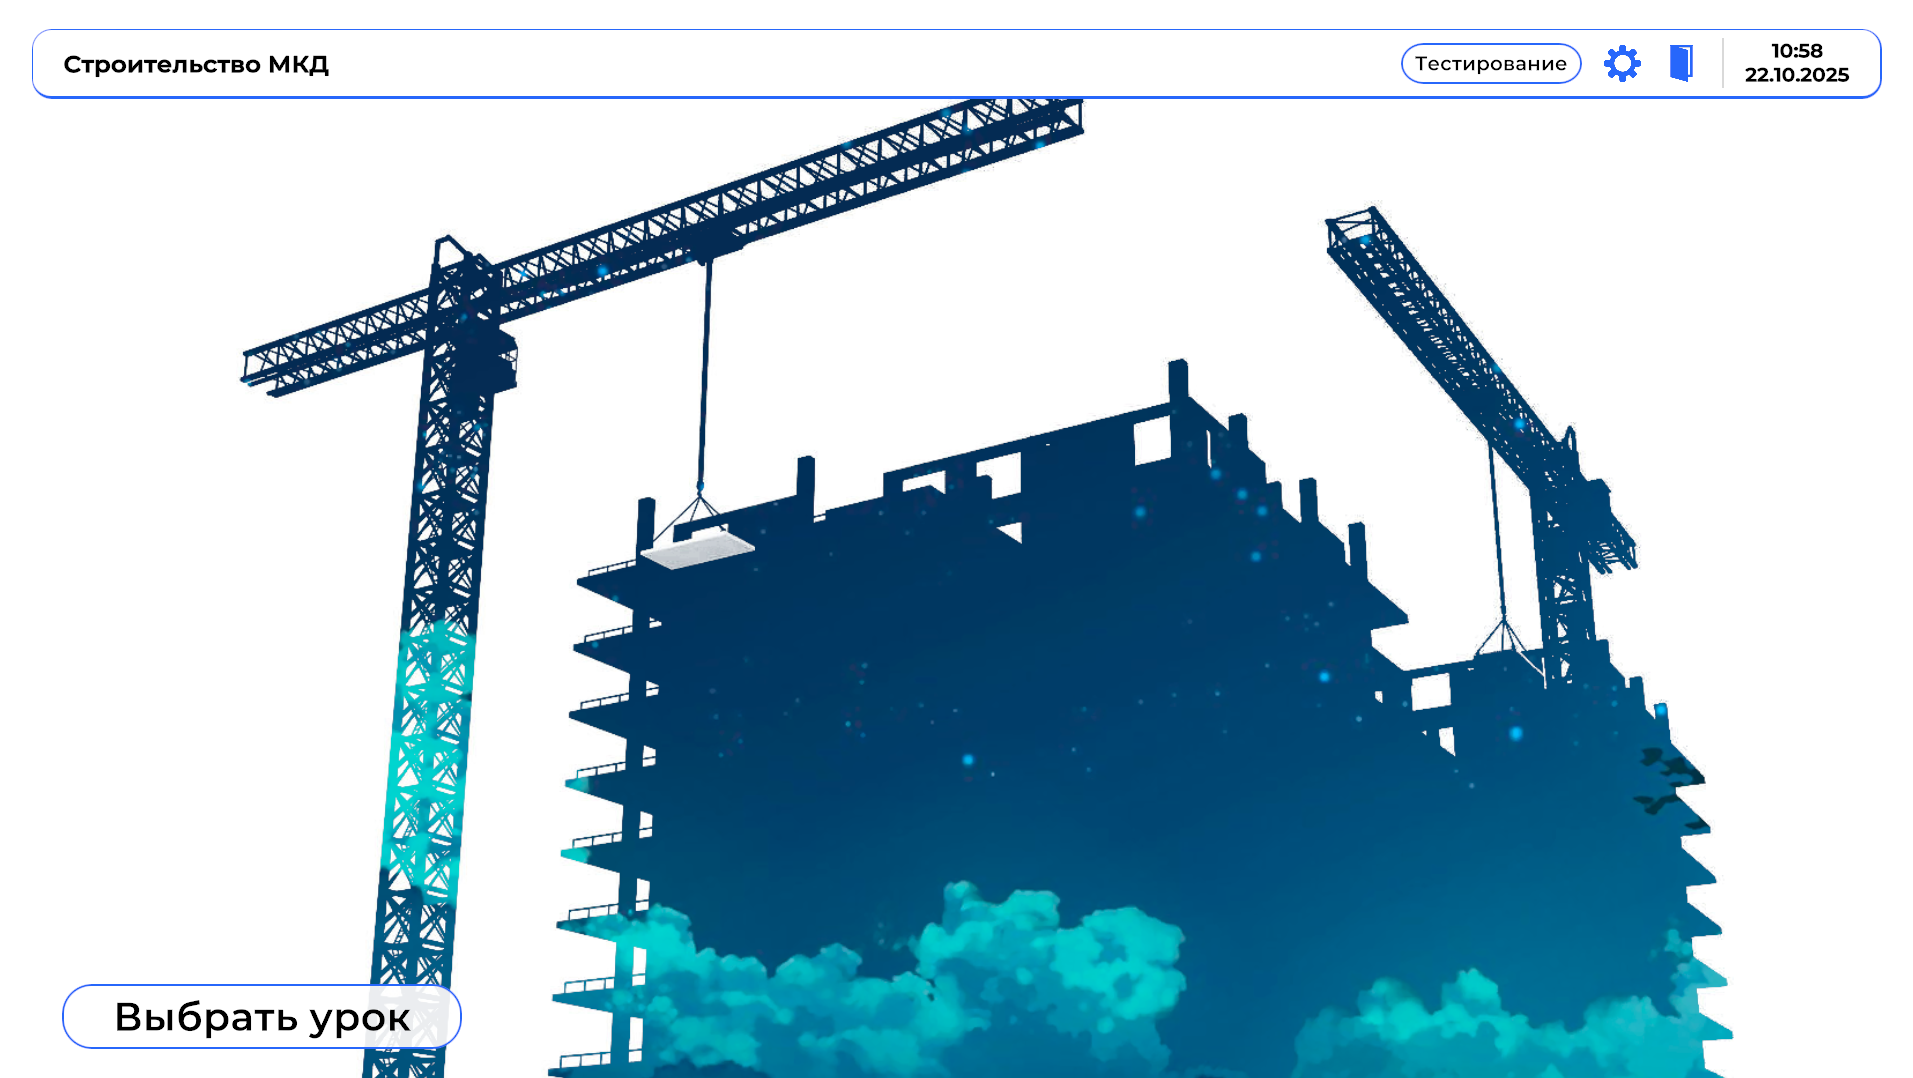 Строительство МКД
Тестирование
10:58
22.10.2025
Выбрать урок